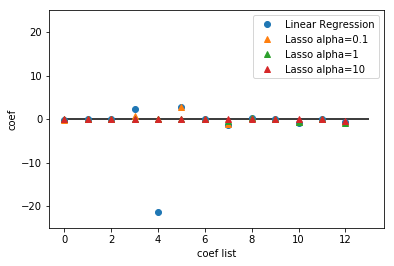 Linear Regression
Lasso alpha=0.1
Lasso alpha=1
Lasso alpha=10
20
10
0
−10
−20
coef
0 2 4 6 8 10 12
coef list